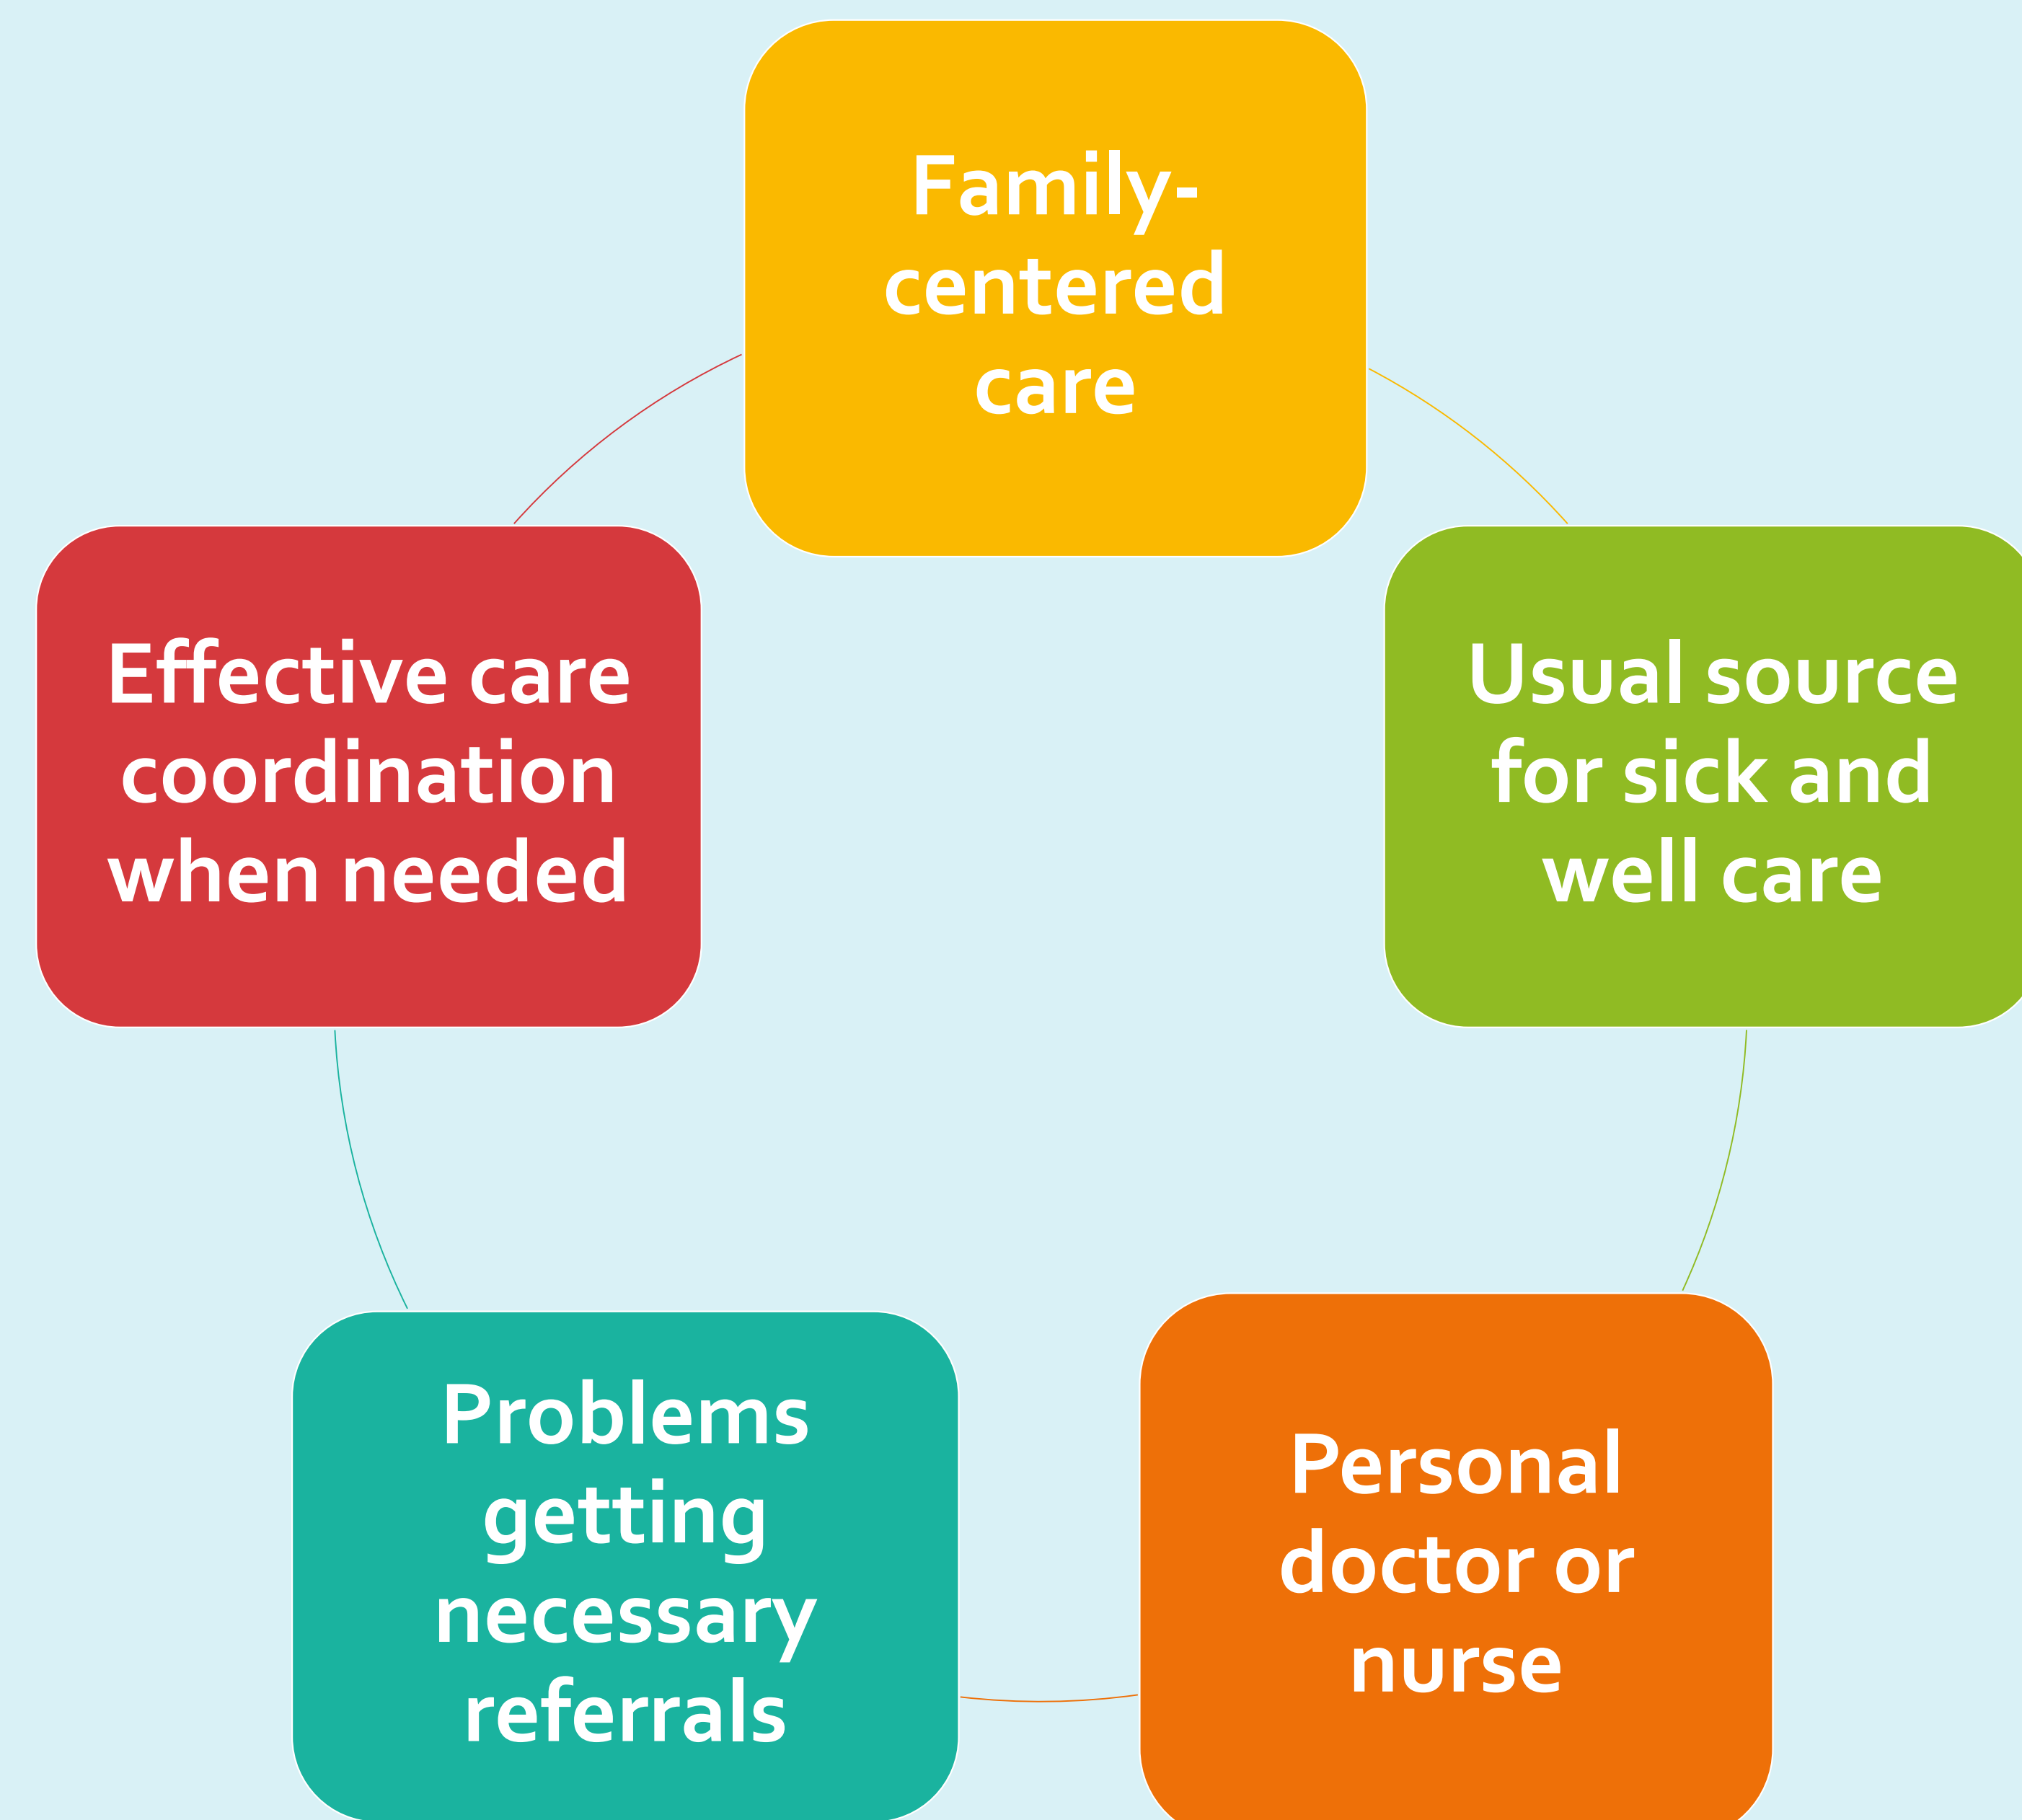 Family-
centered
care
Effective care
coordination
when needed
Usual source
for sick and
well care
Problems
getting
necessary
referrals
Personal
doctor or
nurse